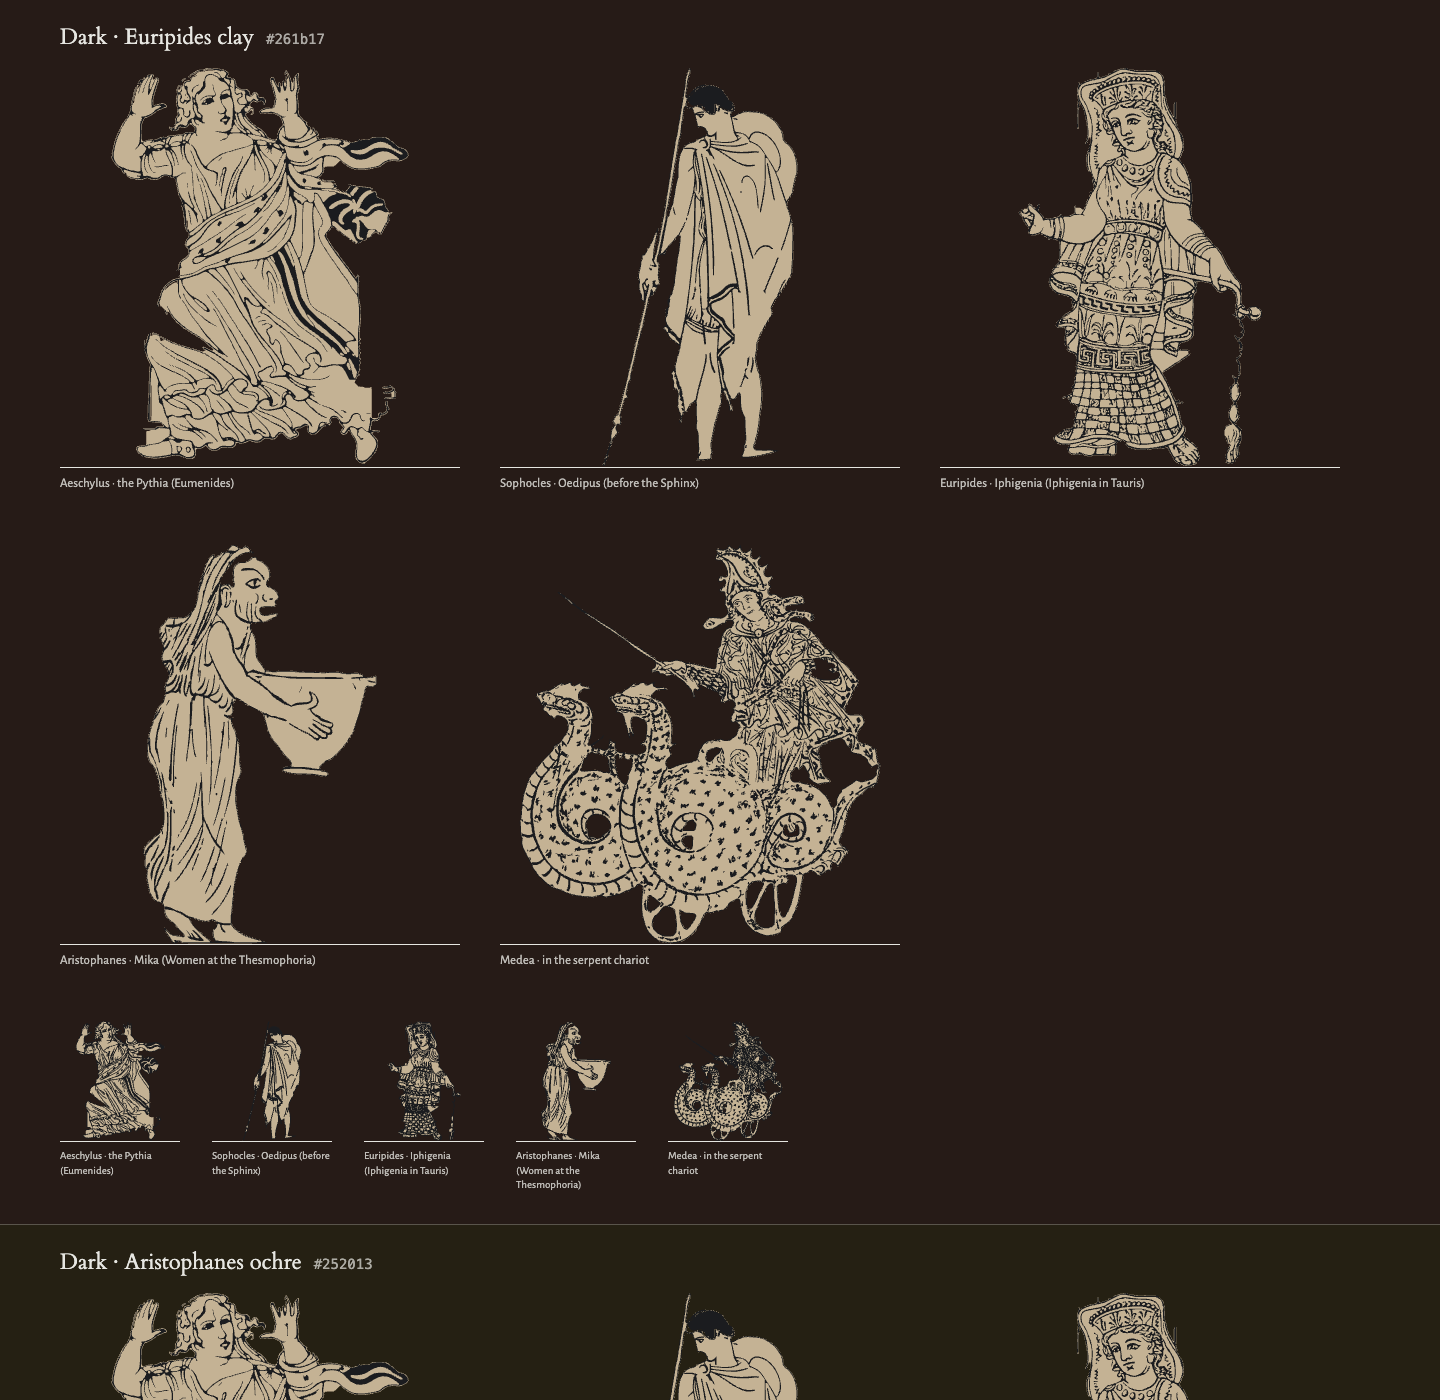 Dark · Euripides clay #261b17
Aeschylus · the Pythia (Eumenides)
Sophocles · Oedipus (before the Sphinx)
Euripides · Iphigenia (Iphigenia in Tauris)
Aristophanes · Mika (Women at the Thesmophoria)
Medea · in the serpent chariot
Aeschylus · the Pythia
(Eumenides)
Sophocles · Oedipus (before
the Sphinx)
Euripides · Iphigenia
(Iphigenia in Tauris)
Aristophanes · Mika
(Women at the
Thesmophoria)
Medea · in the serpent
chariot
Dark · Aristophanes ochre #252013